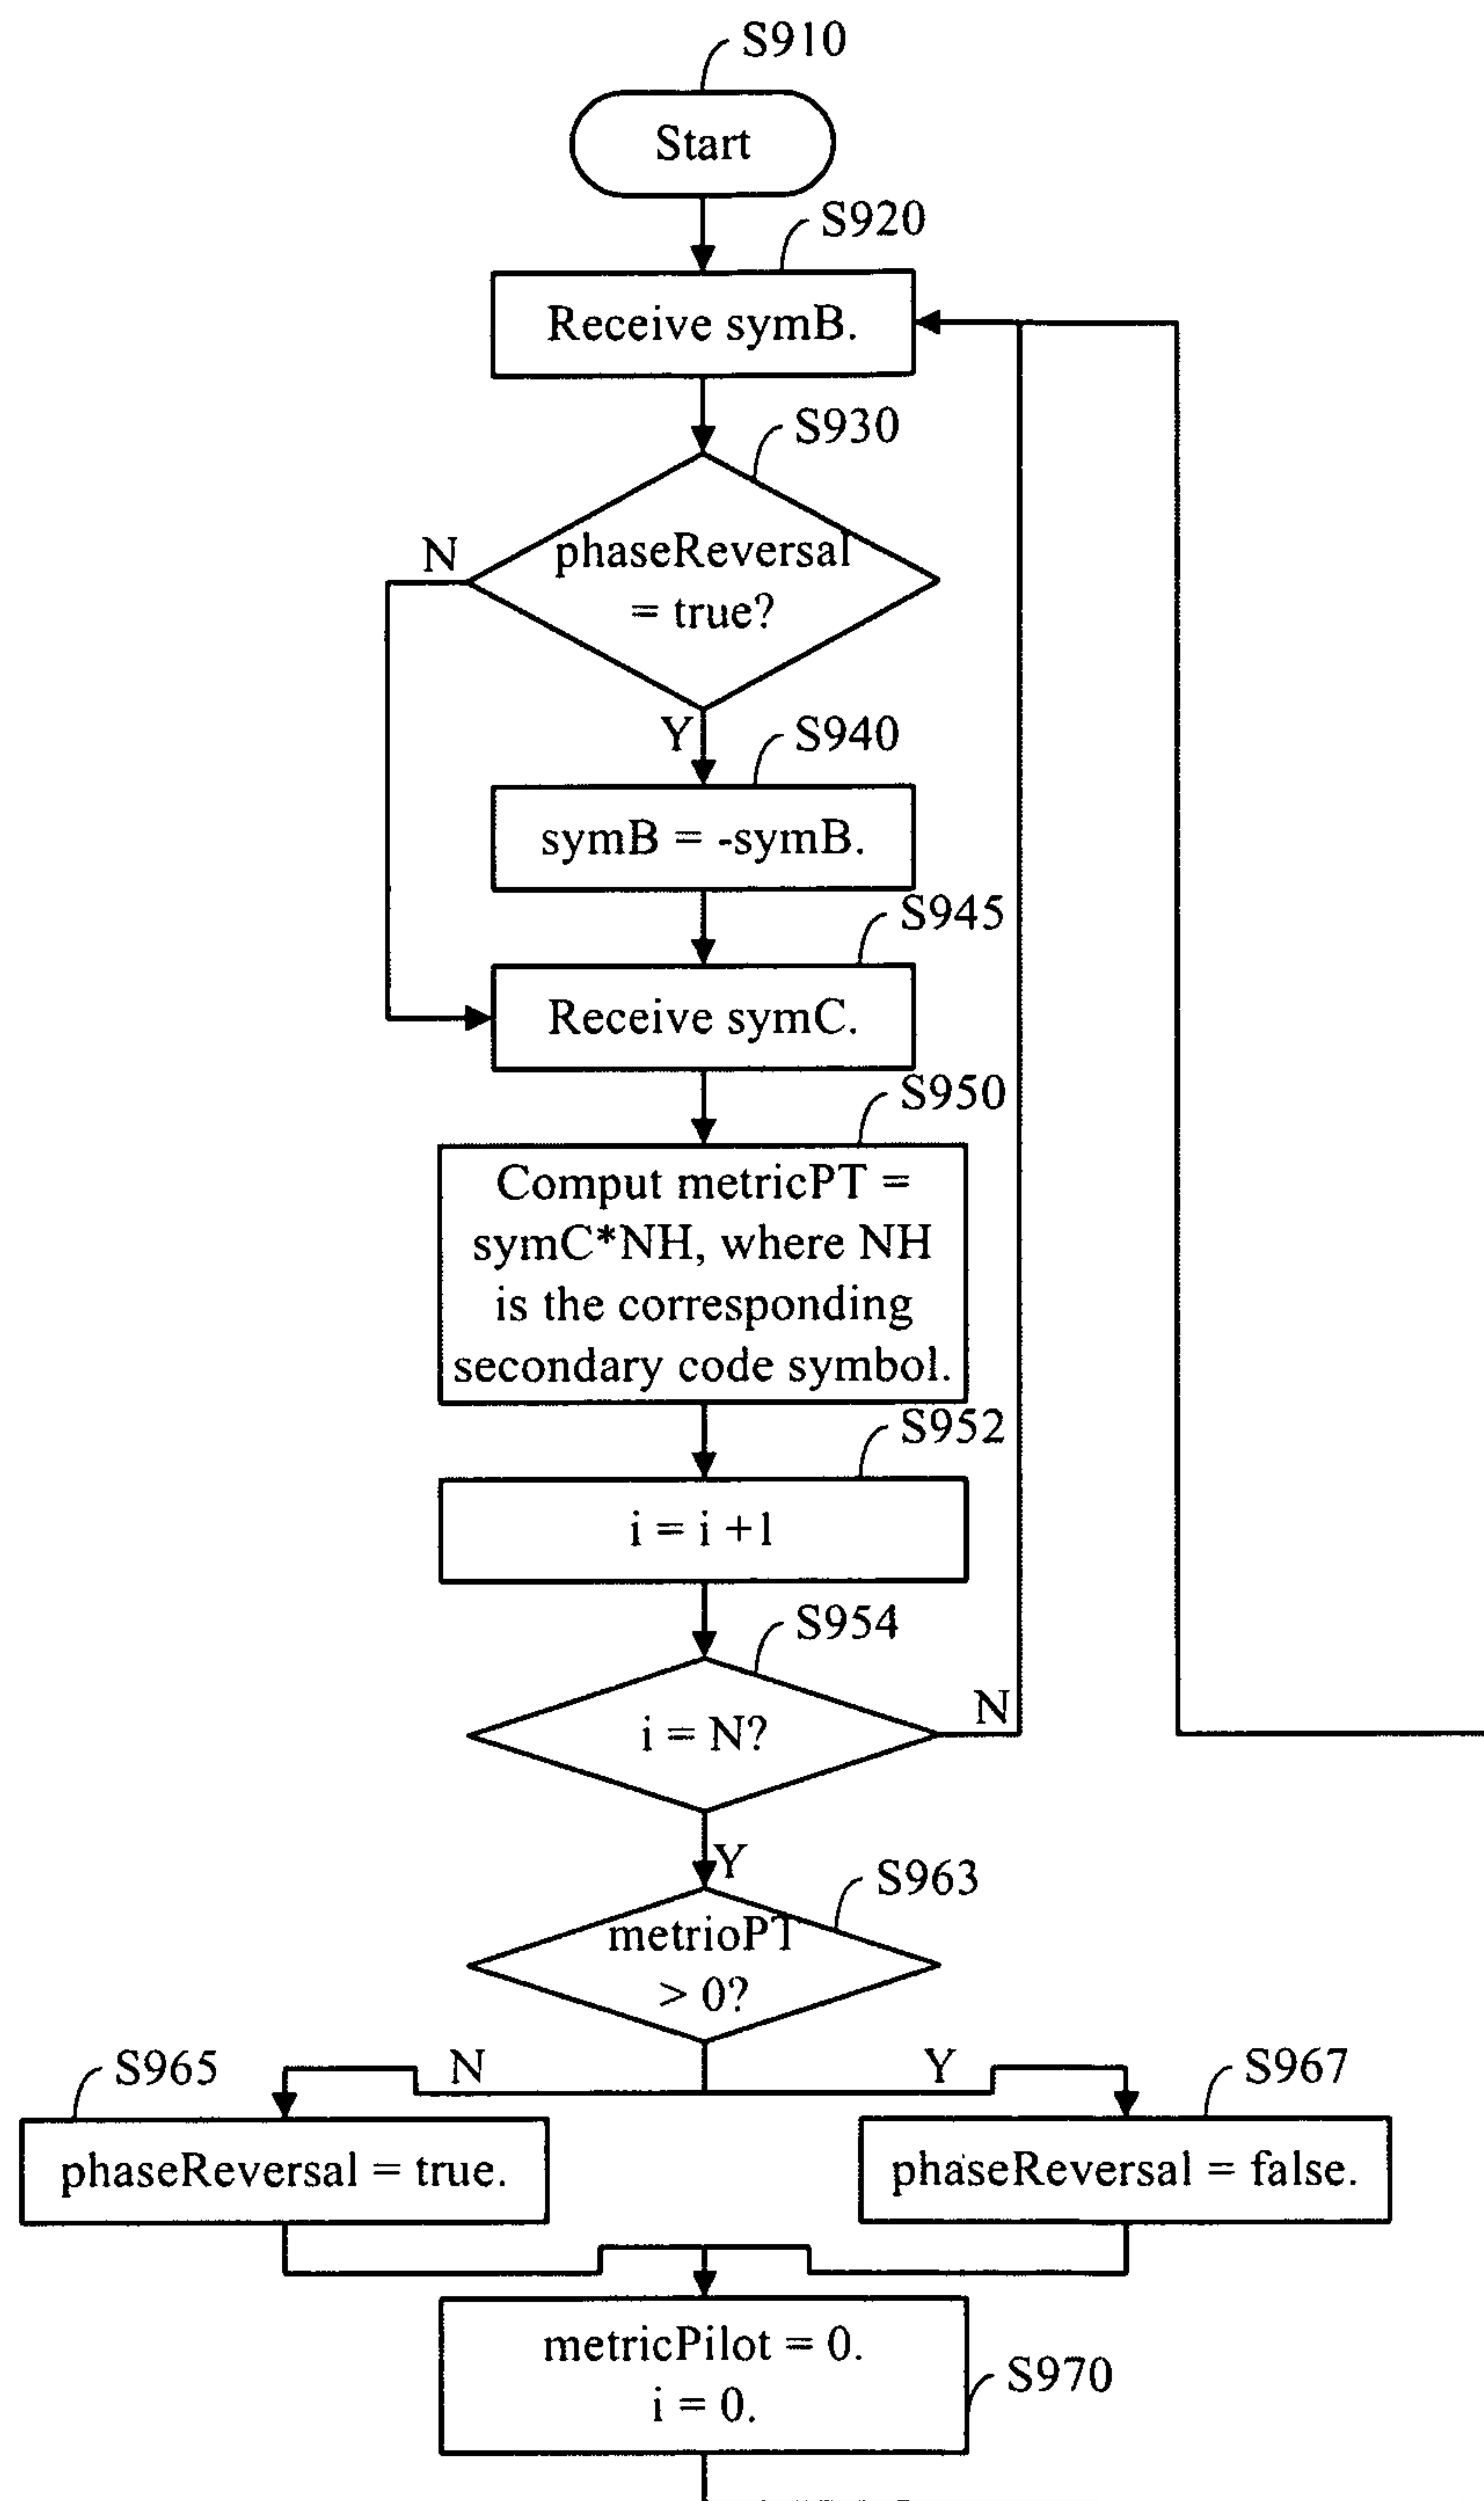 S910
Start
S920
Receive symB.
S930
phaseReversal
= true?
N
Y
S940
symB = -symB.
S945
Receive symC.
S950
Comput metricPT =
symC*NH, where NH
is the corresponding
secondary code symbol.
S952
i = i +1
S954
i = N?
N
Y
S963
metrioPT
> 0?
N
Y
S965
S967
phaseReversal = true.
phaseReversal = false.
metricPilot = 0.
i = 0.
S970